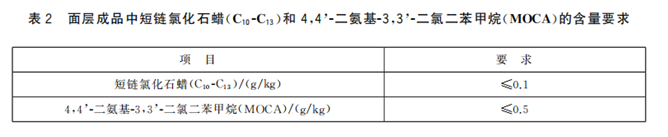 表 2　面层成品中短链氯化石蜡(C₁₀-C₁₃)和 4,4'-二氨基-3,3'-二氯二苯甲烷(MOCA)的含量要求
项　目　要　求
短链氯化石蜡(C₁₀-C₁₃)/(g/kg)　≤0.1
4,4'-二氨基-3,3'-二氯二苯甲烷(MOCA)/(g/kg)　≤0.5